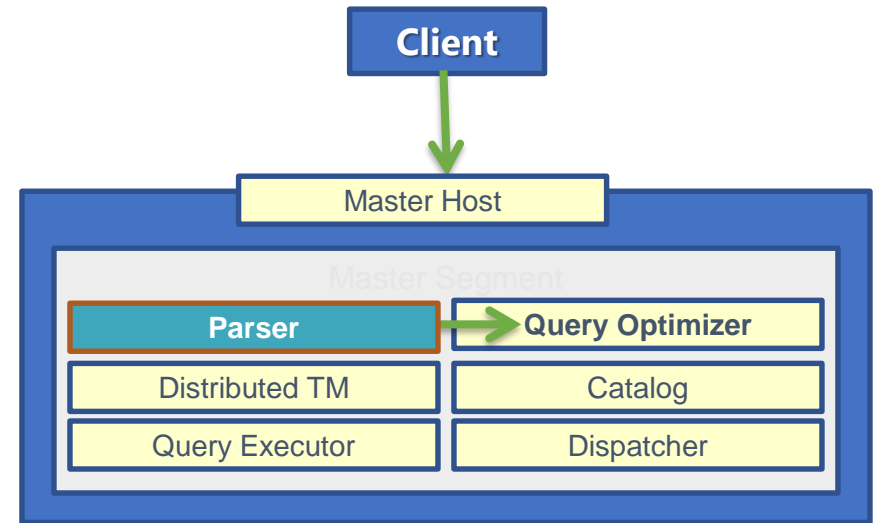 Client
Master Host
Master Segment
Parser
Query Optimizer
Distributed TM
Catalog
Query Executor
Dispatcher